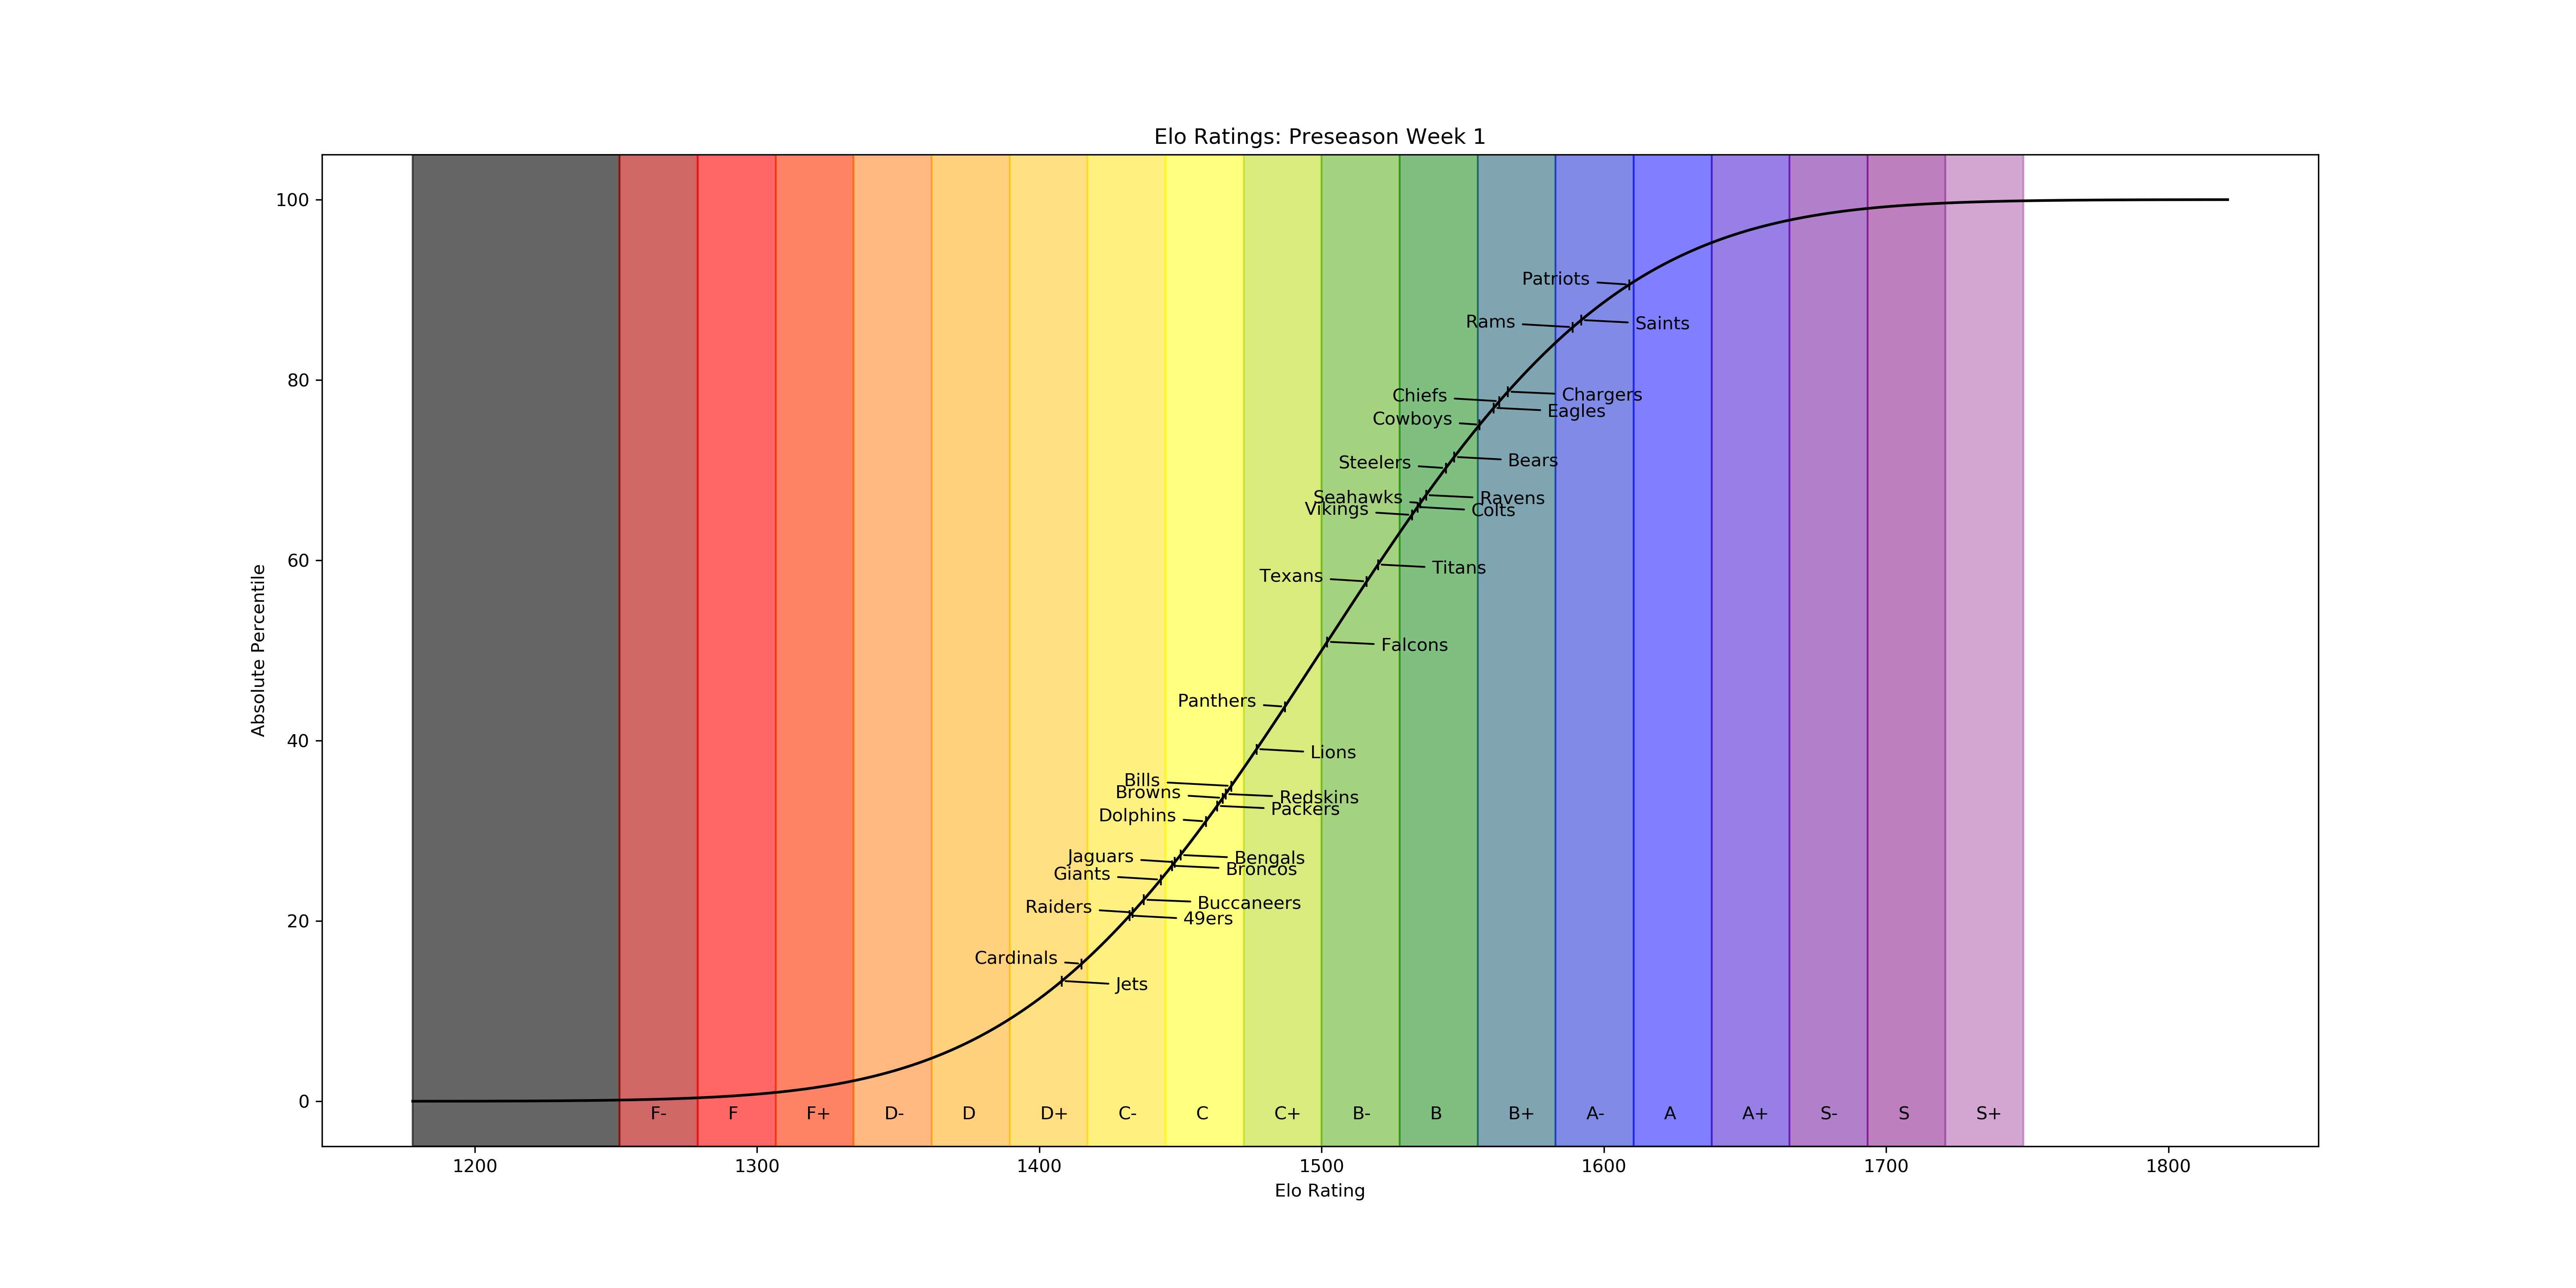 Elo Ratings: Preseason Week 1
100
80
60
40
20
0
Absolute Percentile
Patriots
Rams
Saints
Chargers
Chiefs
Eagles
Cowboys
Bears
Steelers
Seahawks
Ravens
Vikings
Colts
Titans
Texans
Falcons
Panthers
Lions
Bills
Browns
Redskins
Packers
Dolphins
Jaguars
Bengals
Broncos
Giants
Buccaneers
Raiders
49ers
Cardinals
Jets
F- F F+ D- D D+ C- C C+ B- B B+ A- A A+ S- S S+
1200 1300 1400 1500 1600 1700 1800
Elo Rating